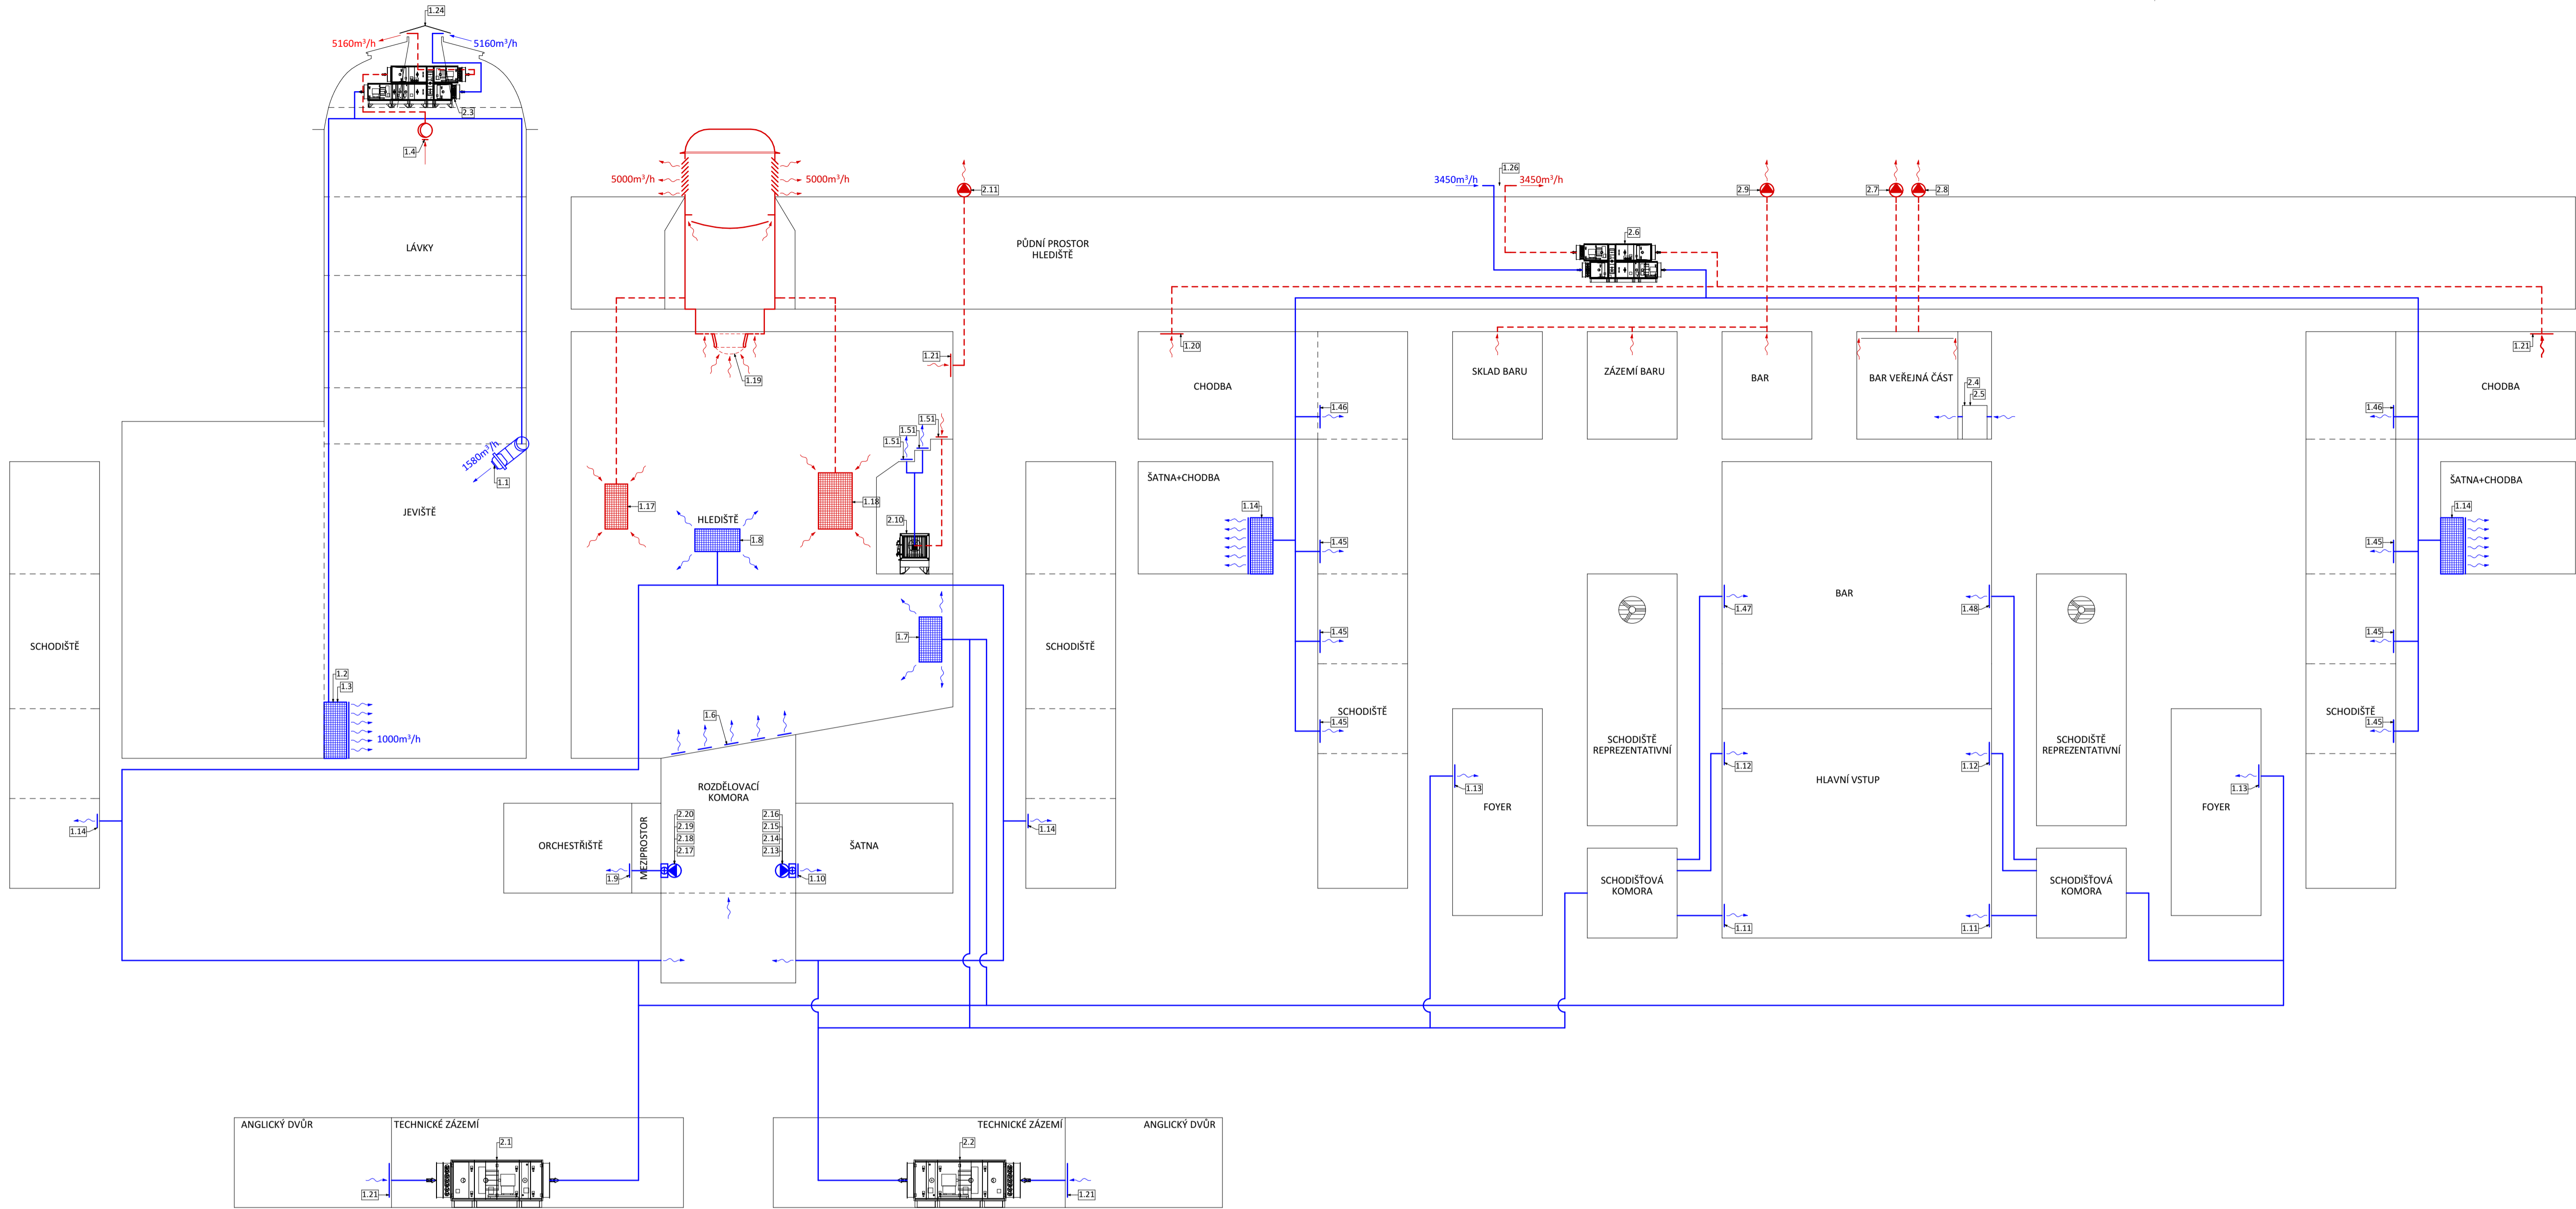 1.24
5160m³/h
5160m³/h
2.3
1.4
5000m³/h
5000m³/h
2.11
3450m³/h
1.26
3450m³/h
2.9
2.7
2.8
LÁVKY
PŮDNÍ PROSTOR
HLEDIŠTĚ
2.6
1.21
1.19
1.20
CHODBA
1.46
SKLAD BARU
ZÁZEMÍ BARU
BAR
BAR VEŘEJNÁ ČÁST
2.4
2.5
1.46
1.21
CHODBA
1.51
1.51
1.51
1580m³/h
1.1
JEVIŠTĚ
1.17
1.18
HLEDIŠTĚ
1.8
2.10
ŠATNA+CHODBA
1.14
1.45
1.45
ŠATNA+CHODBA
1.14
SCHODIŠTĚ
1.7
SCHODIŠTĚ
1.45
BAR
1.47
1.48
1.45
1.2
1.3
1000m³/h
1.6
SCHODIŠTĚ
1.45
SCHODIŠTĚ
REPREZENTATIVNÍ
SCHODIŠTĚ
REPREZENTATIVNÍ
SCHODIŠTĚ
1.45
1.12
1.12
HLAVNÍ VSTUP
ROZDĚLOVACÍ
KOMORA
1.13
FOYER
1.13
FOYER
1.14
1.14
ORCHESTŘIŠTĚ
MEZIPROSTOR
2.20
2.19
2.18
2.17
2.16
2.15
2.14
2.13
ŠATNA
1.9
1.10
SCHODIŠŤOVÁ
KOMORA
SCHODIŠŤOVÁ
KOMORA
1.11
1.11
ANGLICKÝ DVŮR
TECHNICKÉ ZÁZEMÍ
2.1
1.21
TECHNICKÉ ZÁZEMÍ
ANGLICKÝ DVŮR
2.2
1.21